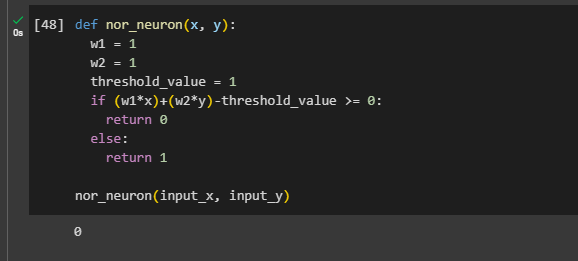 [48] def nor_neuron(x, y):
0s
w1 = 1
w2 = 1
threshold_value = 1
if (w1*x)+(w2*y)-threshold_value >= 0:
return 0
else:
return 1
nor_neuron(input_x, input_y)
0